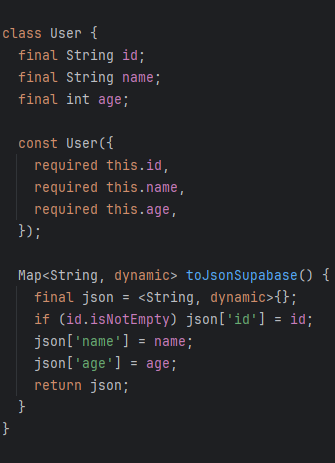 class User {
  final String id;
  final String name;
  final int age;

  const User({
    required this.id,
    required this.name,
    required this.age,
  });

  Map<String, dynamic> toJsonSupabase() {
    final json = <String, dynamic>{};
    if (id.isNotEmpty) json['id'] = id;
    json['name'] = name;
    json['age'] = age;
    return json;
  }
}